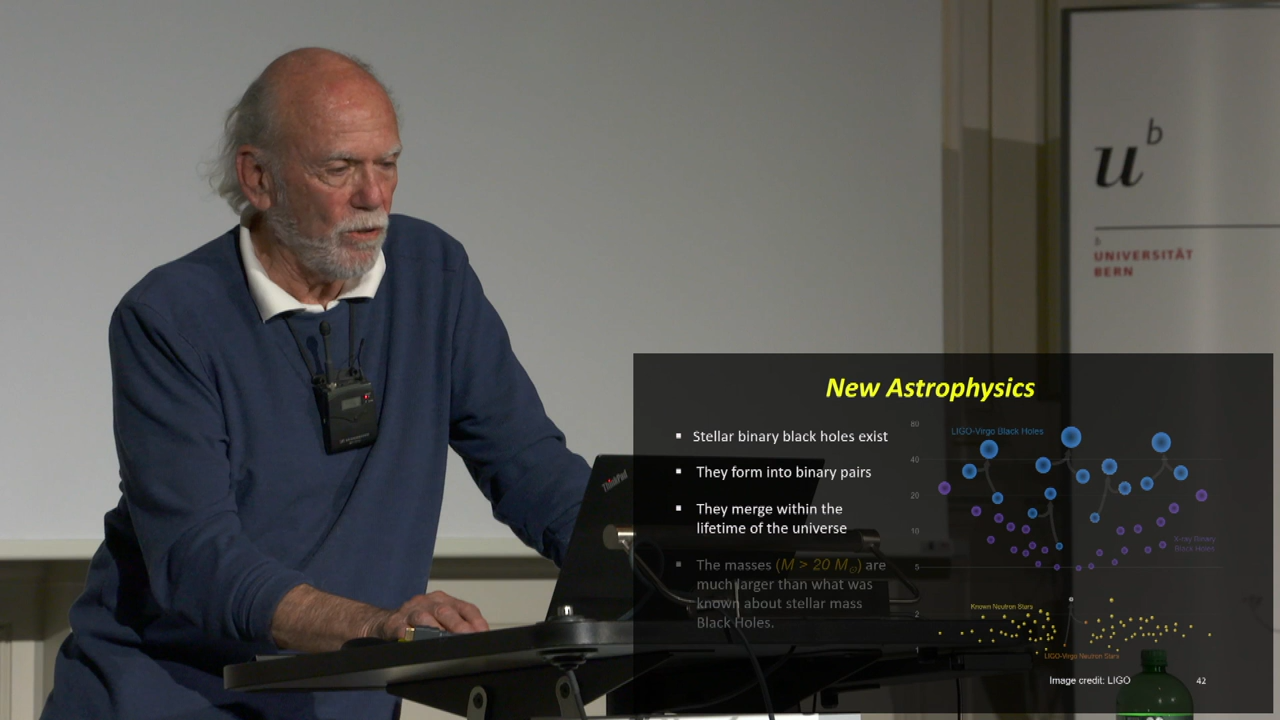 u
b
b
UNIVERSITÄT
BERN
ThinkPad
New Astrophysics
▪ Stellar binary black holes exist
▪ They form into binary pairs
▪ They merge within the
lifetime of the universe
▪ The masses (M > 20 M☉) are
much larger than what was
known about stellar mass
Black Holes.
80
LIGO-Virgo Black Holes
40
20
10
X-ray Binary
Black Holes
5
Known Neutron Stars
2
LIGO-Virgo Neutron Stars
Image credit: LIGO
42